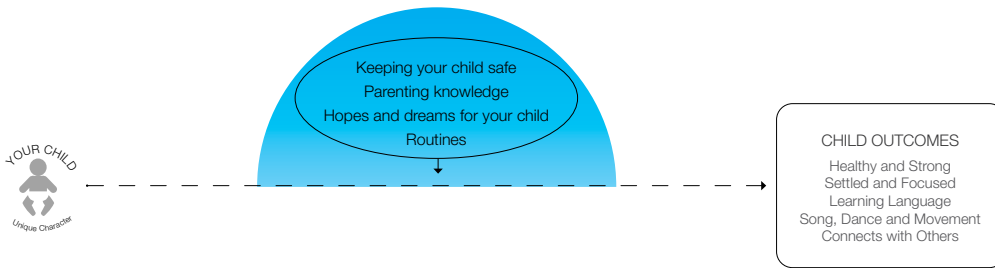 YOUR CHILD
Unique Character
Keeping your child safe
Parenting knowledge
Hopes and dreams for your child
Routines
CHILD OUTCOMES
Healthy and Strong
Settled and Focused
Learning Language
Song, Dance and Movement
Connects with Others